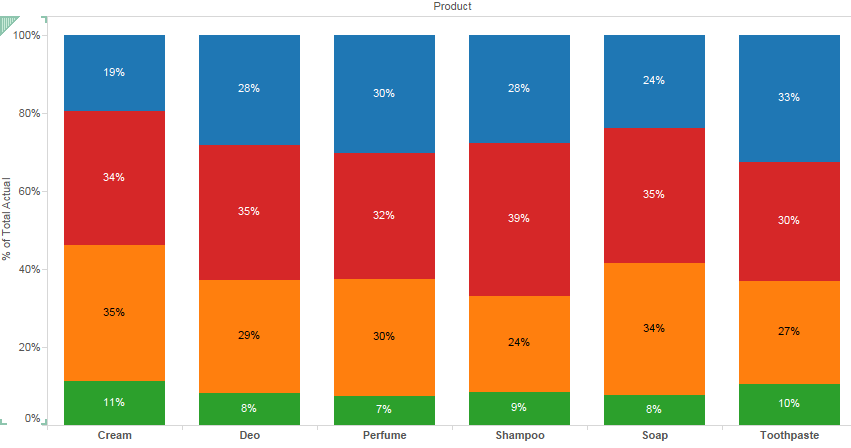 Product
100%
80%
60%
40%
20%
0%
% of Total Actual
19% 28% 30% 28% 24% 33%
34% 35% 32% 39% 35% 30%
35% 29% 30% 24% 34% 27%
11% 8% 7% 9% 8% 10%
Cream Deo Perfume Shampoo Soap Toothpaste